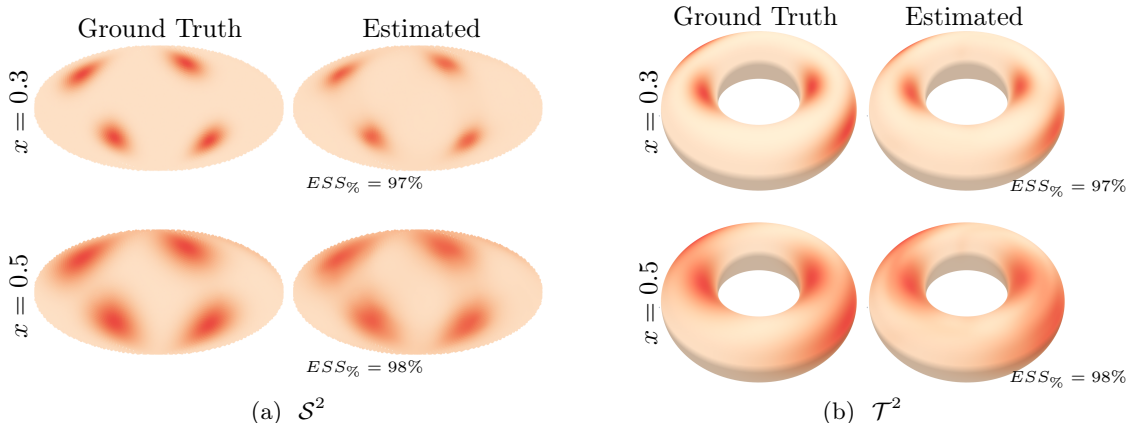 Ground Truth Estimated
x = 0.3
ESS% = 97%
x = 0.5
ESS% = 98%
(a) 𝒮²
Ground Truth Estimated
x = 0.3
ESS% = 97%
x = 0.5
ESS% = 98%
(b) 𝒯²